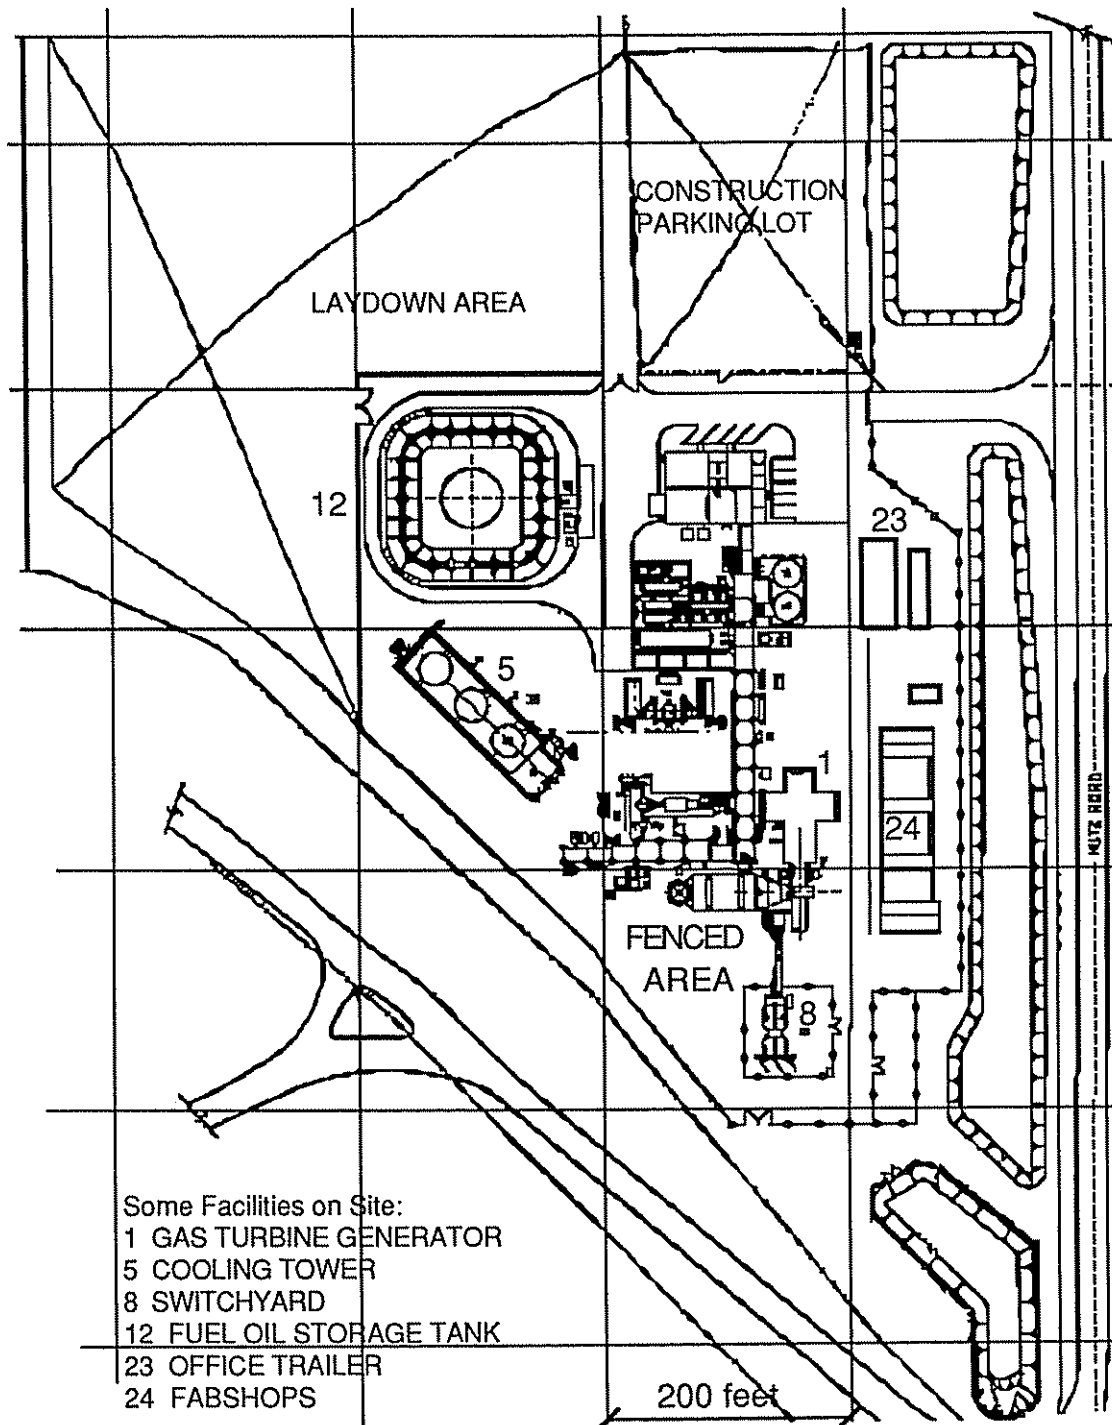 CONSTRUCTION
PARKING LOT
LAYDOWN AREA
12
23
5
1
24
MUTZ ROAD
FENCED
AREA
8
Some Facilities on Site:
1 GAS TURBINE GENERATOR
5 COOLING TOWER
8 SWITCHYARD
12 FUEL OIL STORAGE TANK
23 OFFICE TRAILER
24 FABSHOPS
200 feet